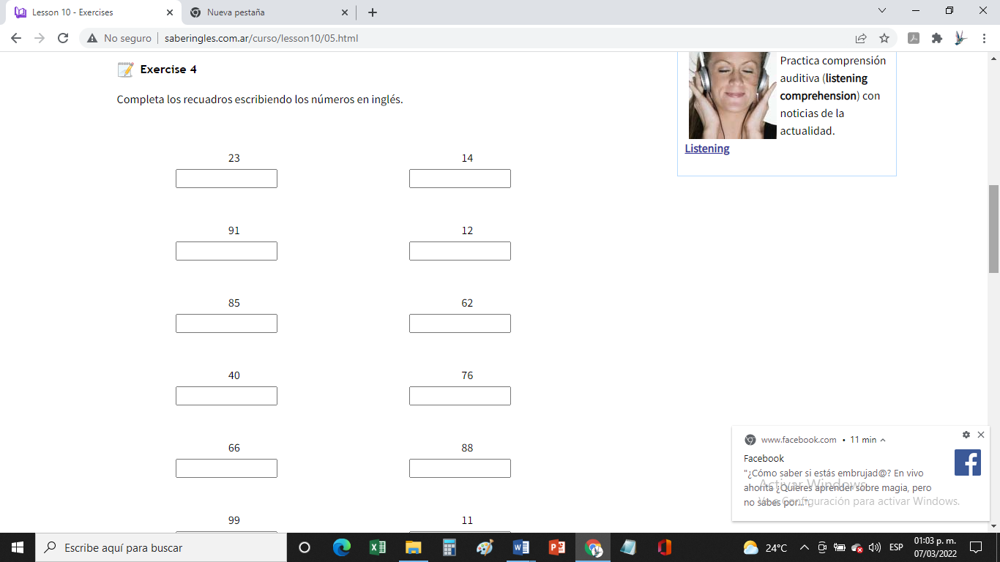 Lesson 10 - Exercises
Nueva pestaña
No seguro
saberingles.com.ar/curso/lesson10/05.html
Exercise 4
Completa los recuadros escribiendo los números en inglés.
23
14
91
12
85
62
40
76
66
88
99
11
Practica comprensión
auditiva (listening
comprehension) con
noticias de la
actualidad.
Listening
www.facebook.com • 11 min
Facebook
"¿Cómo saber si estás embrujad@? En vivo
ahorita ¿Quieres aprender sobre magia, pero
no sabes por..."
Activar Windows
Ve a Configuración para activar Windows.
Escribe aquí para buscar
24°C
ESP
01:03 p. m.
07/03/2022